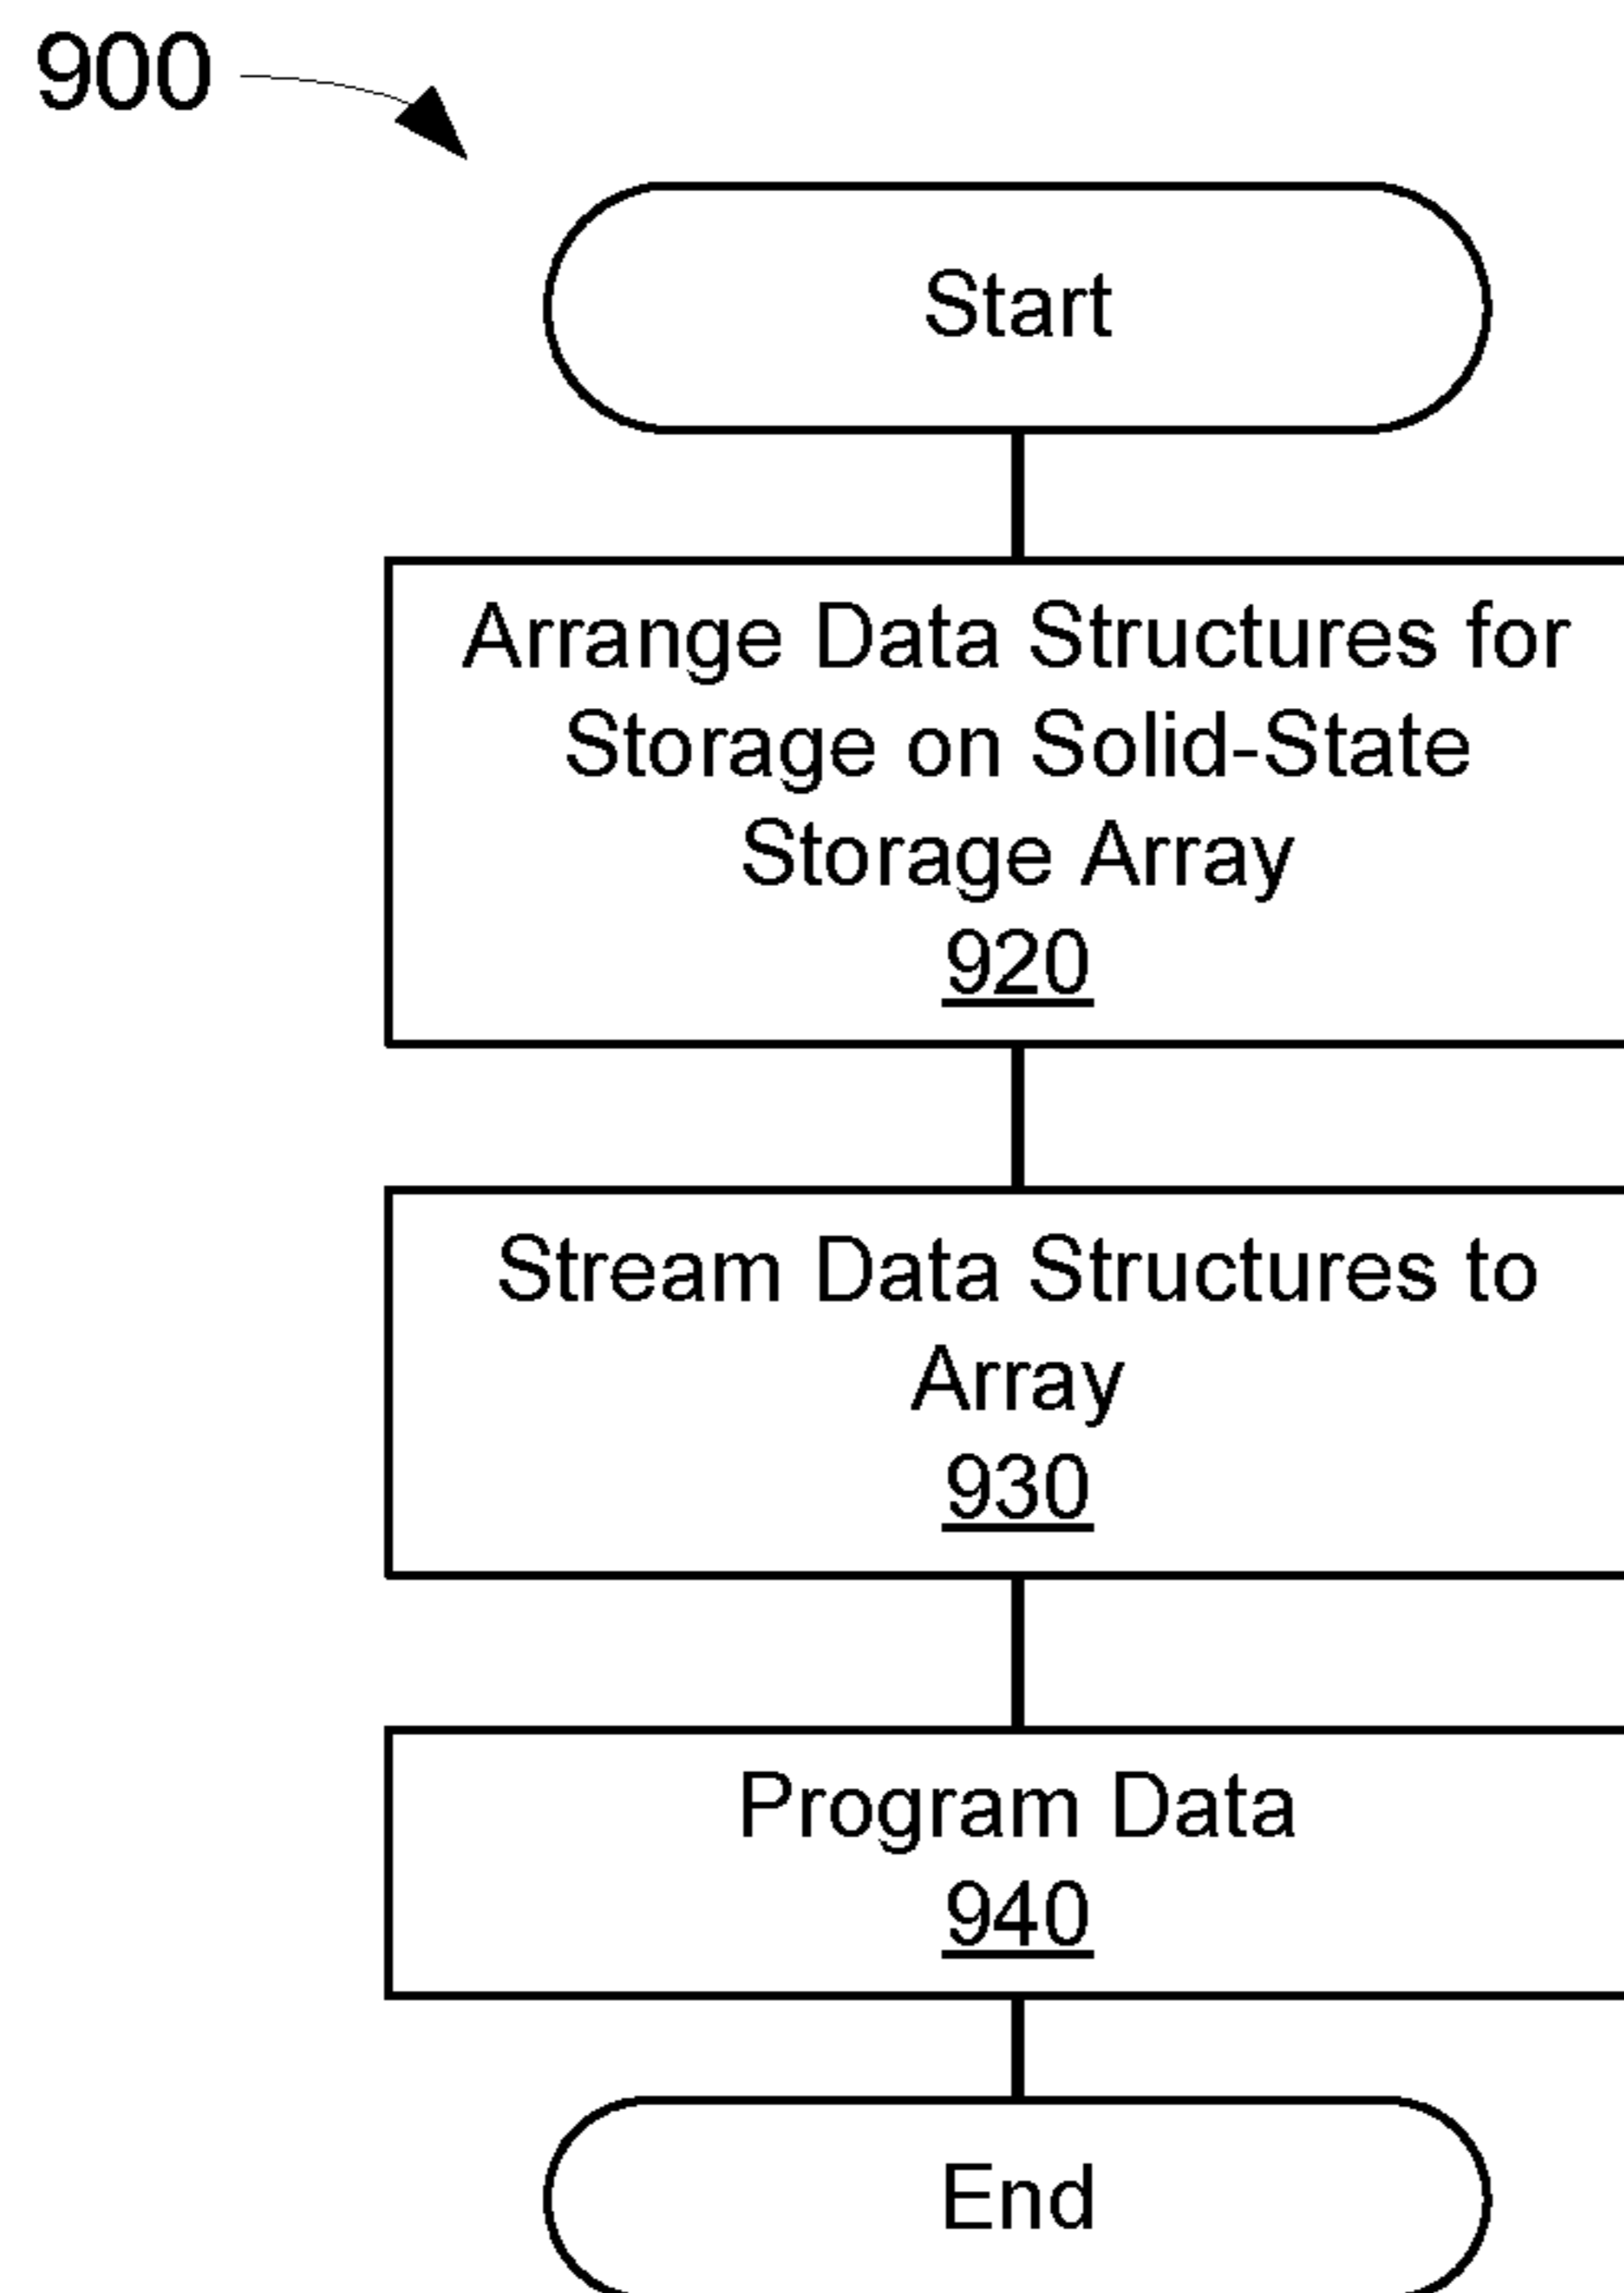 900
Start
Arrange Data Structures for
Storage on Solid-State
Storage Array
920
Stream Data Structures to
Array
930
Program Data
940
End